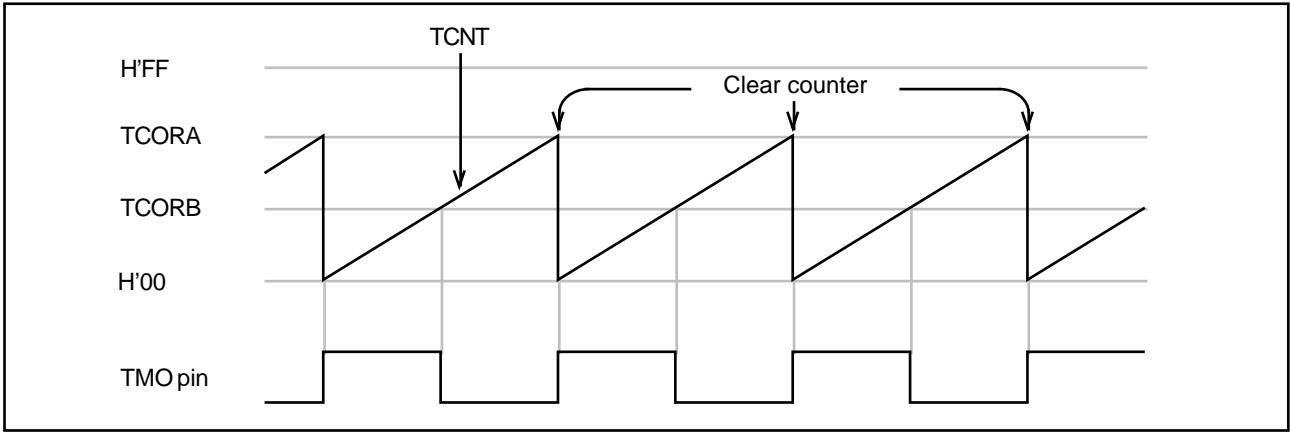 TCNT
H'FF
Clear counter
TCORA
TCORB
H'00
TMO pin